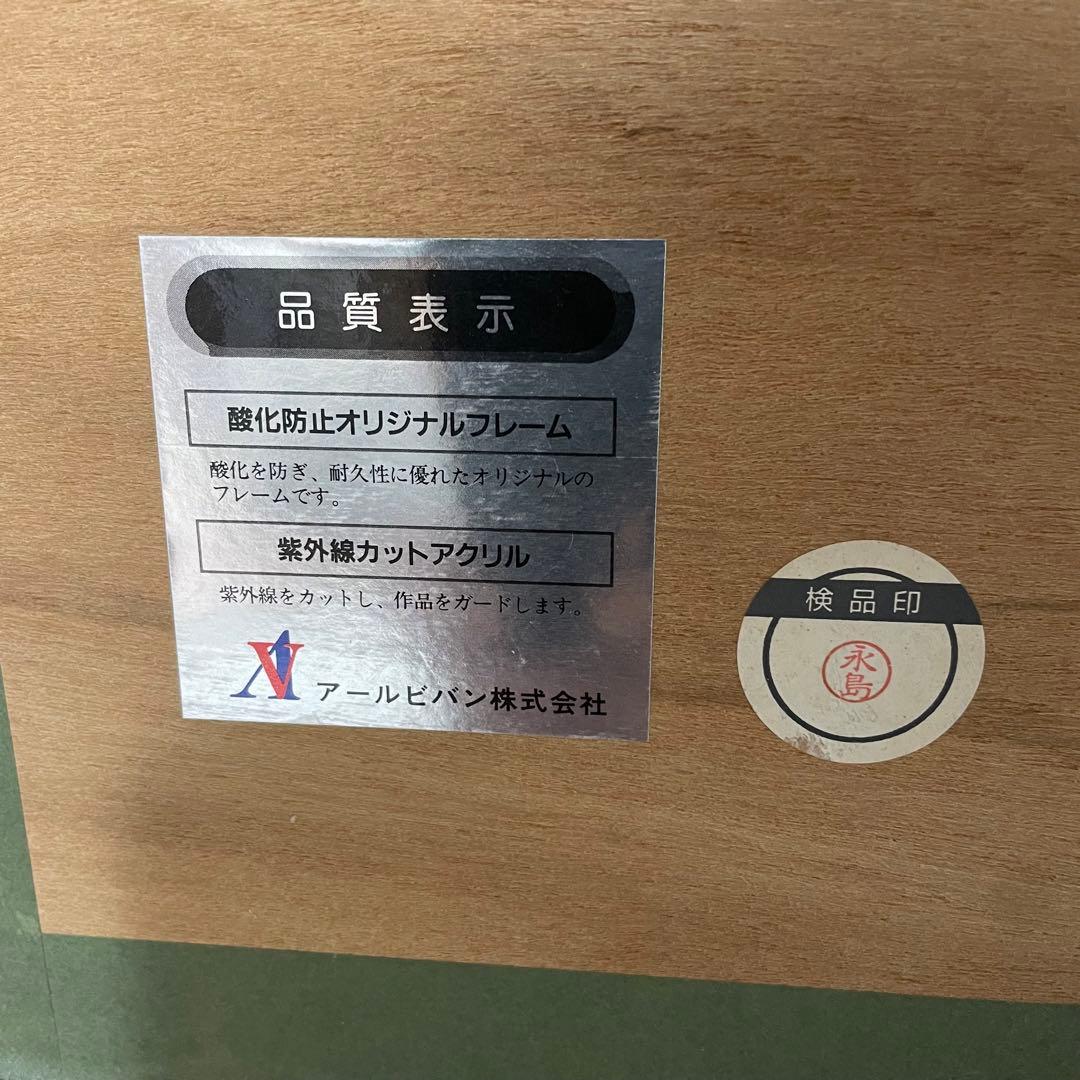 品質表示
酸化防止オリジナルフレーム
酸化を防ぎ、耐久性に優れたオリジナルの
フレームです。
紫外線カットアクリル
紫外線をカットし、作品をガードします。
AV アールビバン株式会社
検品印
永島